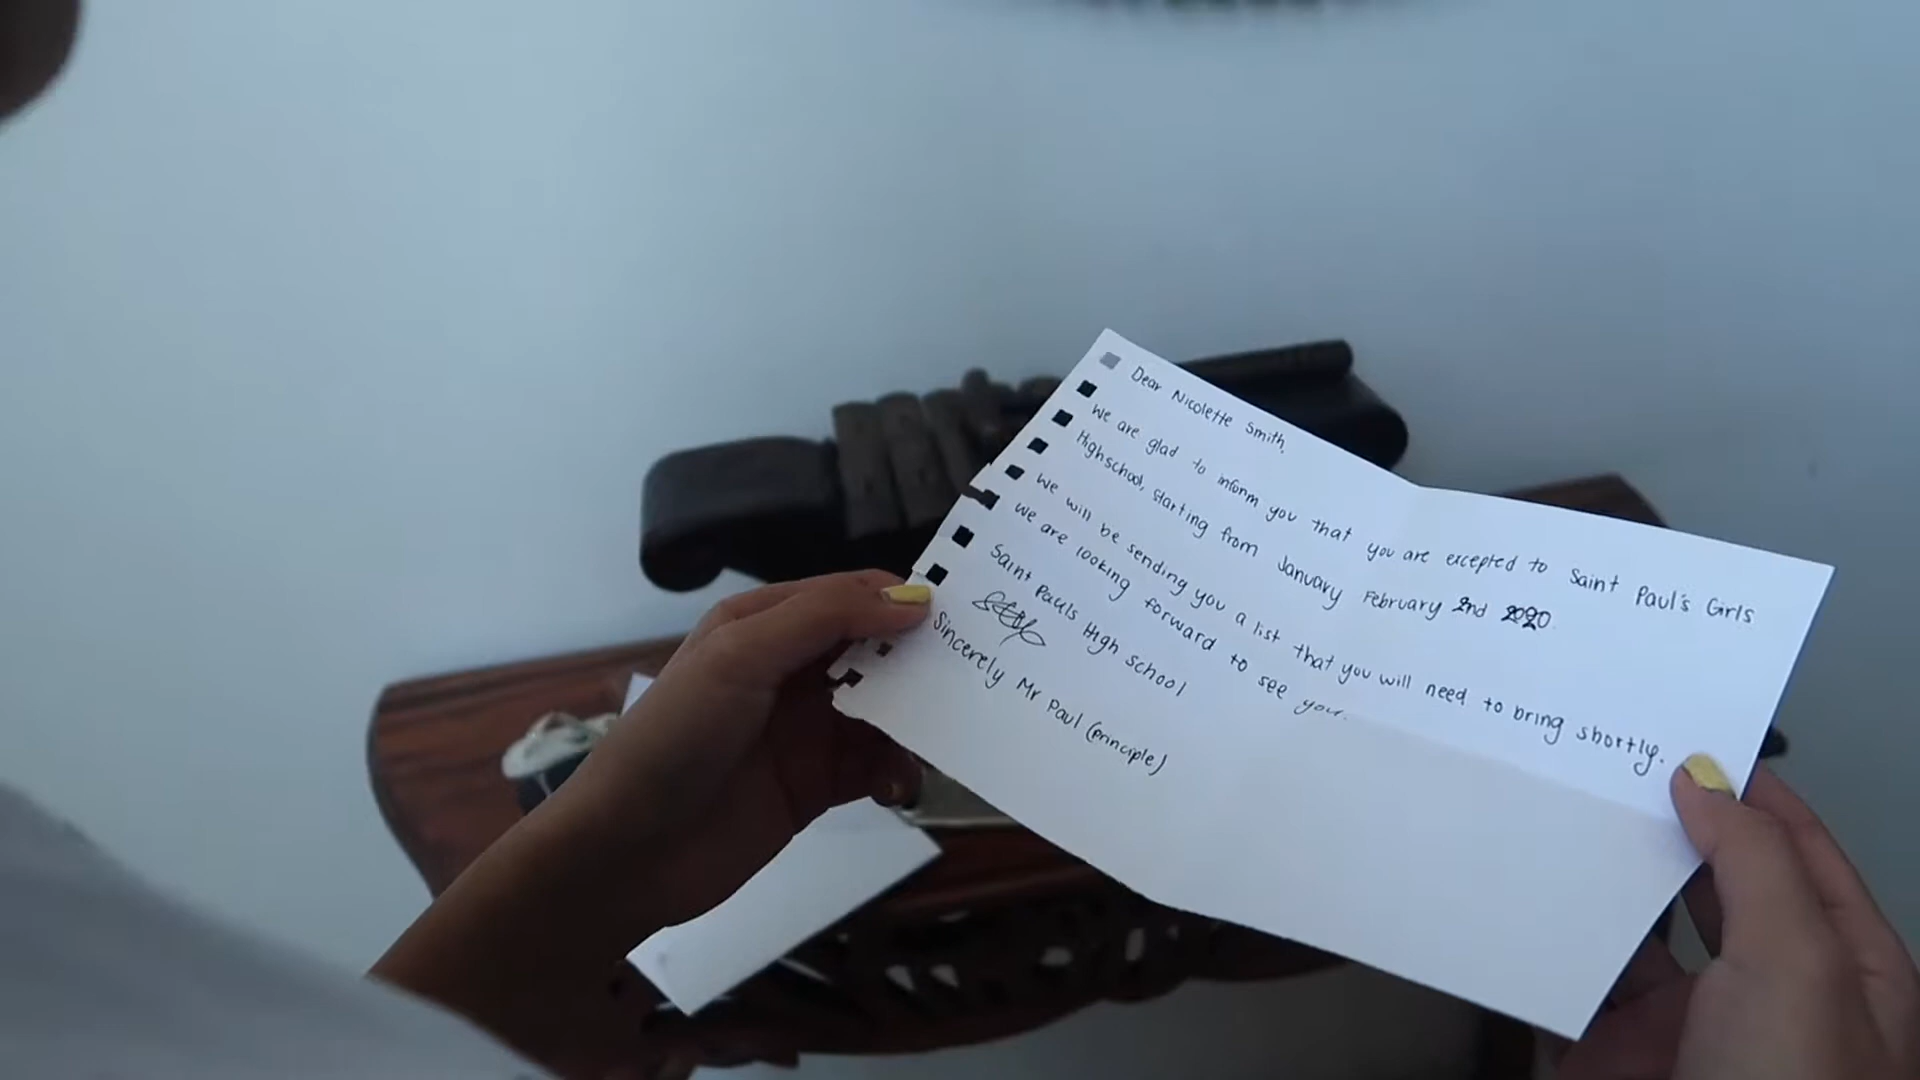 Dear Nicolette Smith,
We are glad to inform you that you are excepted to Saint Paul's Girls
Highschool, starting from January February 2nd 2020.
We will be sending you a list that you will need to bring shortly.
We are looking forward to see you.
Saint Pauls High school
Sincerely Mr Paul (principle)